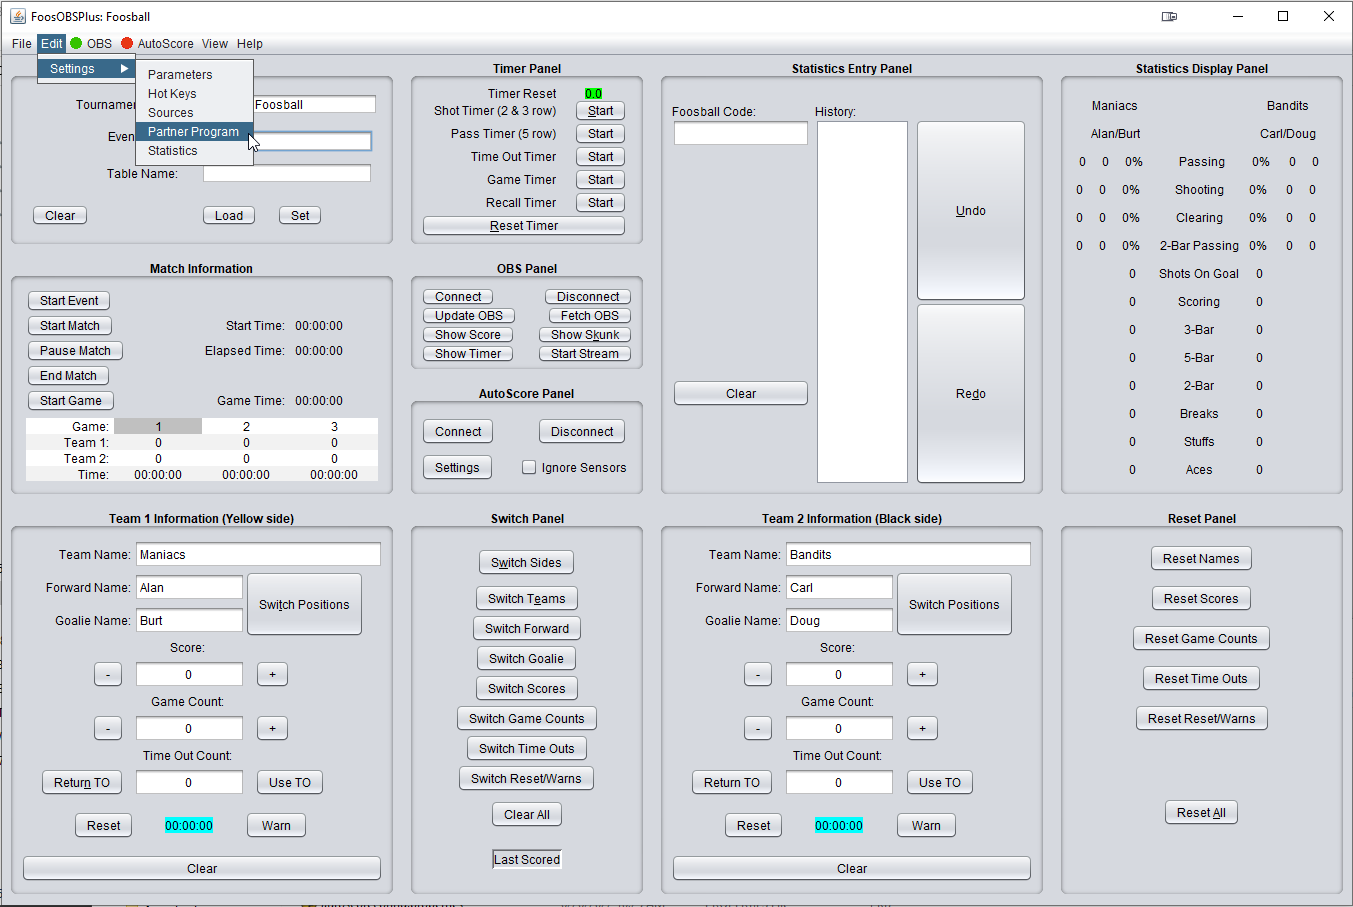 FoosOBSPlus: Foosball
File Edit OBS AutoScore View Help
Settings
Parameters
Hot Keys
Sources
Partner Program
Statistics
Foosball
Table Name:
Clear Load Set
Timer Panel
Timer Reset 0.0
Shot Timer (2 & 3 row) Start
Pass Timer (5 row) Start
Time Out Timer Start
Game Timer Start
Recall Timer Start
Reset Timer
Statistics Entry Panel
Foosball Code: History:
Undo
Redo
Clear
Statistics Display Panel
Maniacs Bandits
Alan/Burt Carl/Doug
0 0 0% Passing 0% 0 0
0 0 0% Shooting 0% 0 0
0 0 0% Clearing 0% 0 0
0 0 0% 2-Bar Passing 0% 0 0
0 Shots On Goal 0
0 Scoring 0
0 3-Bar 0
0 5-Bar 0
0 2-Bar 0
0 Breaks 0
0 Stuffs 0
0 Aces 0
Match Information
Start Event
Start Match Start Time: 00:00:00
Pause Match Elapsed Time: 00:00:00
End Match
Start Game Game Time: 00:00:00
Game: 1 2 3
Team 1: 0 0 0
Team 2: 0 0 0
Time: 00:00:00 00:00:00 00:00:00
OBS Panel
Connect Disconnect
Update OBS Fetch OBS
Show Score Show Skunk
Show Timer Start Stream
AutoScore Panel
Connect Disconnect
Settings Ignore Sensors
Team 1 Information (Yellow side)
Team Name: Maniacs
Forward Name: Alan
Switch Positions
Goalie Name: Burt
Score:
- 0 +
Game Count:
- 0 +
Time Out Count:
Return TO 0 Use TO
Reset 00:00:00 Warn
Clear
Switch Panel
Switch Sides
Switch Teams
Switch Forward
Switch Goalie
Switch Scores
Switch Game Counts
Switch Time Outs
Switch Reset/Warns
Clear All
Last Scored
Team 2 Information (Black side)
Team Name: Bandits
Forward Name: Carl
Switch Positions
Goalie Name: Doug
Score:
- 0 +
Game Count:
- 0 +
Time Out Count:
Return TO 0 Use TO
Reset 00:00:00 Warn
Clear
Reset Panel
Reset Names
Reset Scores
Reset Game Counts
Reset Time Outs
Reset Reset/Warns
Reset All